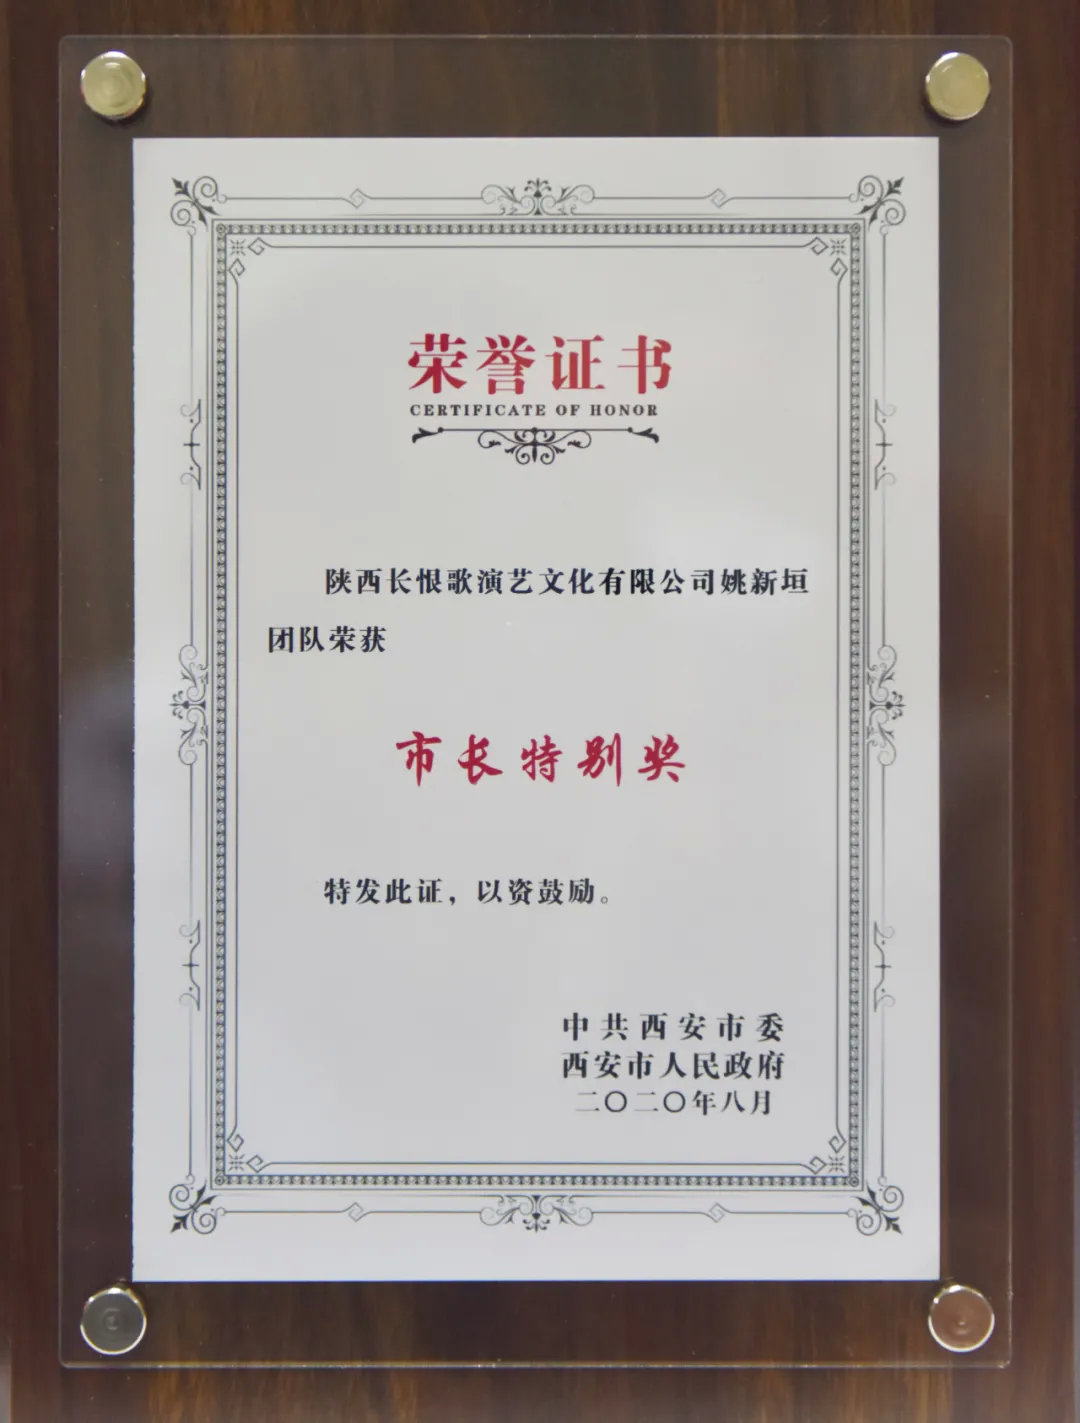 荣誉证书
CERTIFICATE OF HONOR
陕西长恨歌演艺文化有限公司姚新垣
团队荣获
市长特别奖
特发此证，以资鼓励。
中共西安市委
西安市人民政府
二〇二〇年八月